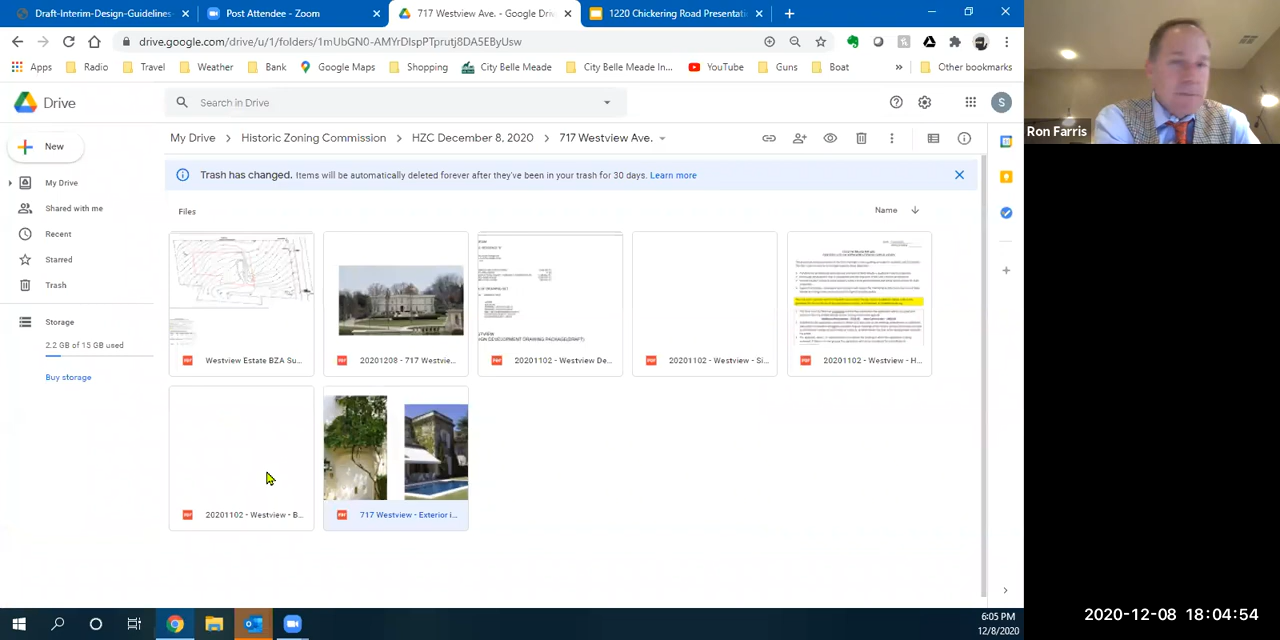 Draft-Interim-Design-Guidelines-
Post Attendee - Zoom
717 Westview Ave. - Google Driv
1220 Chickering Road Presentati
drive.google.com/drive/u/1/folders/1mUbGN0-AMYrDIspPTprutj8DA5EByUsw
Apps
Radio
Travel
Weather
Bank
Google Maps
Shopping
City Belle Meade
City Belle Meade In...
YouTube
Guns
Boat
»
Other bookmarks
Drive
Search in Drive
S
New
My Drive
Historic Zoning Commission
HZC December 8, 2020
717 Westview Ave.
Trash has changed. Items will be automatically deleted forever after they've been in your trash for 30 days. Learn more
My Drive
Shared with me
Recent
Starred
Trash
Storage
2.2 GB of 15 GB used
Buy storage
Files
Name
Westview Estate BZA Su...
20201208 - 717 Westvie...
20201102 - Westview De...
20201102 - Westview - Si...
20201102 - Westview - H...
20201102 - Westview - B...
717 Westview - Exterior i...
Ron Farris
6:05 PM
12/8/2020
2020-12-08 18:04:54